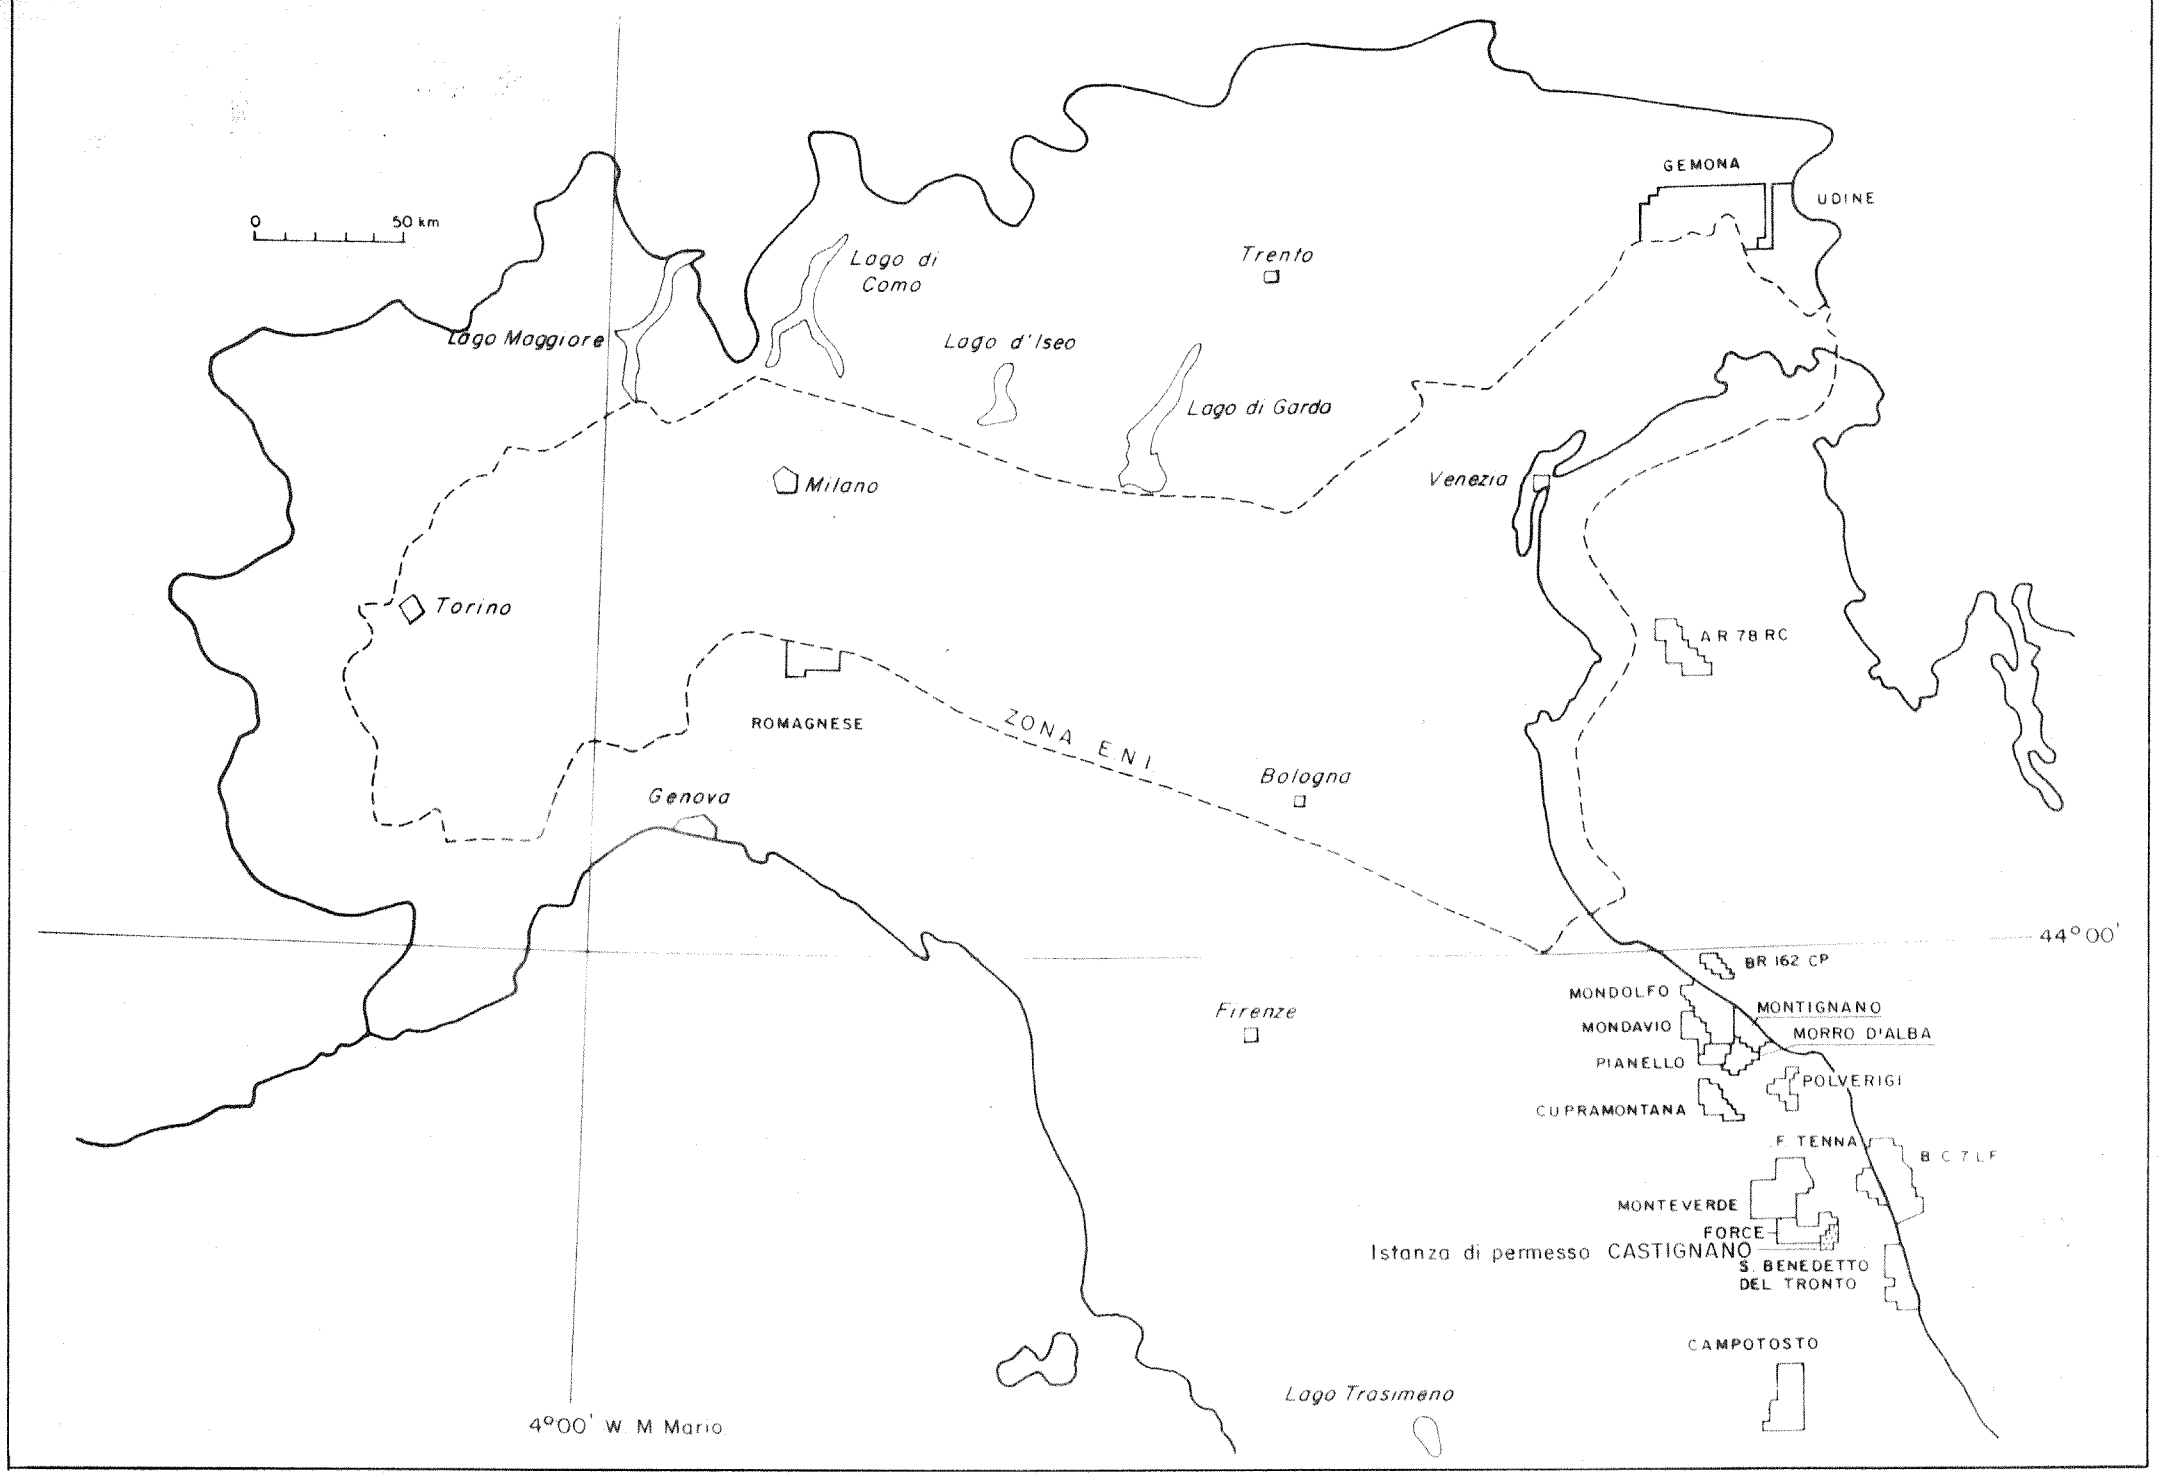 GEMONA
UDINE
0 50 km
Lago di
Como
Trento
Lago Maggiore
Lago d'Iseo
Lago di Garda
Milano
Venezia
Torino
A R 78 RC
ROMAGNESE
ZONA E.N.I.
Bologna
Genova
44°00'
BR 162 CP
MONDOLFO
MONTIGNANO
Firenze
MONDAVIO
MORRO D'ALBA
PIANELLO
POLVERIGI
CUPRAMONTANA
F. TENNA
B C 7 LF
MONTEVERDE
FORCE
Istanza di permesso CASTIGNANO
S. BENEDETTO
DEL TRONTO
CAMPOTOSTO
Lago Trasimeno
4°00' W. M Mario